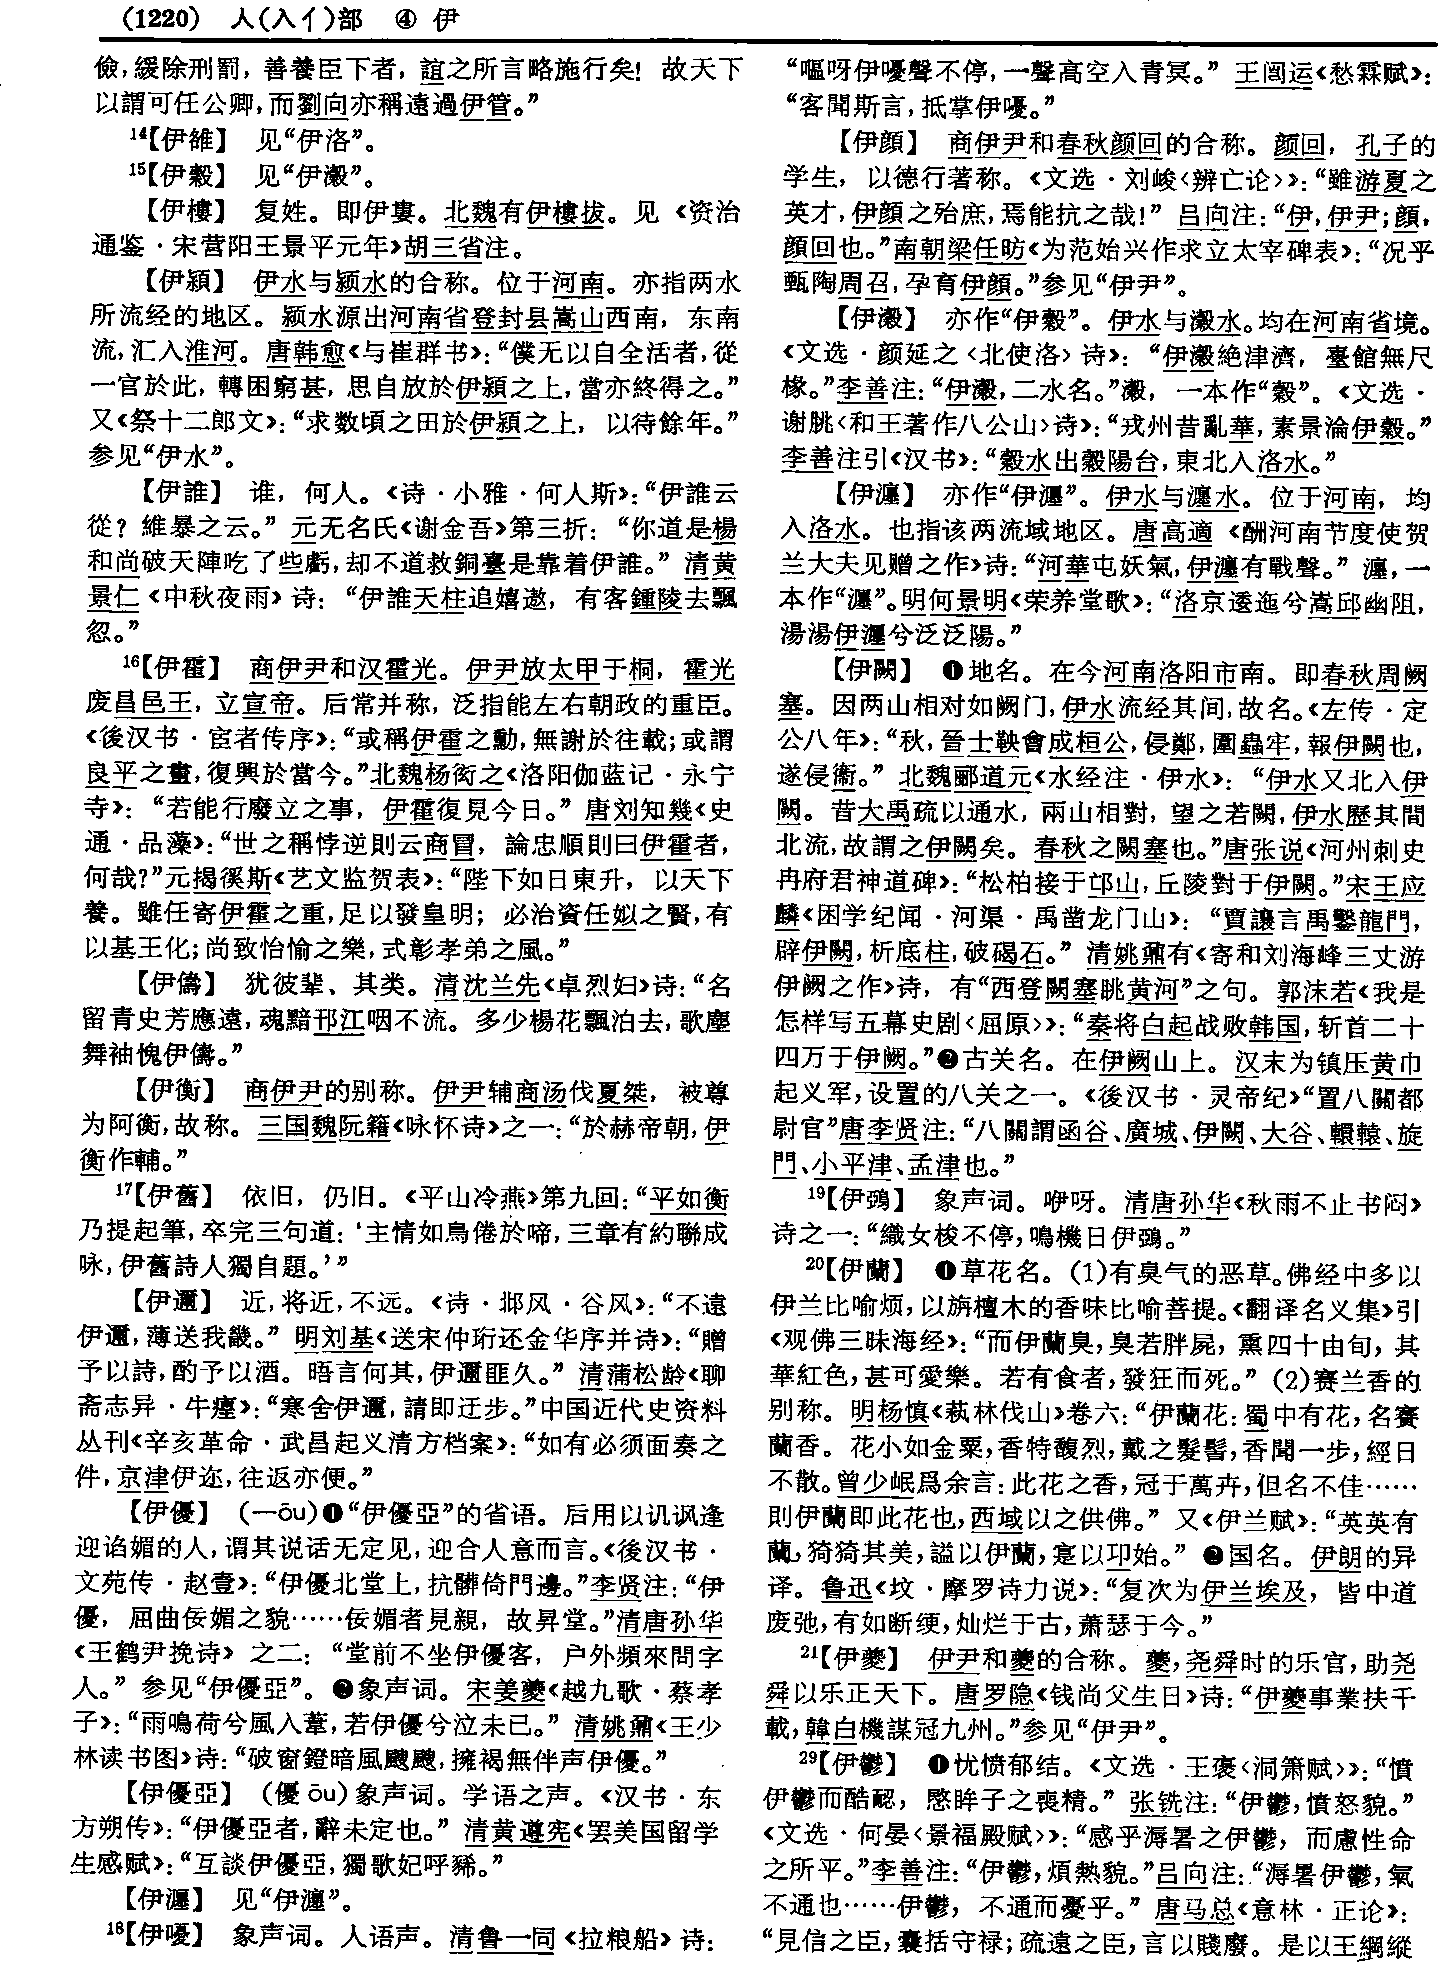 (1220) 人(入亻)部 ④ 伊
儉,緩除刑罰,善養臣下者,誼之所言略施行矣!故天下
以謂可任公卿,而劉向亦稱遠過伊管。”
14【伊雒】 见“伊洛”。
15【伊穀】 见“伊瀔”。
【伊樓】 复姓。即伊婁。北魏有伊樓拔。见《资治
通鉴·宋营阳王景平元年》胡三省注。
【伊潁】 伊水与颍水的合称。位于河南。亦指两水
所流经的地区。颍水源出河南省登封县嵩山西南,东南
流,汇入淮河。唐韩愈《与崔群书》:“僕无以自全活者,從
一官於此,轉困窮甚,思自放於伊潁之上,當亦終得之。”
又《祭十二郎文》:“求数頃之田於伊潁之上,以待餘年。”
参见“伊水”。
【伊誰】 谁,何人。《诗·小雅·何人斯》:“伊誰云
從?維暴之云。”元无名氏《谢金吾》第三折:“你道是楊
和尚破天陣吃了些虧,却不道救銅臺是靠着伊誰。”清黄
景仁《中秋夜雨》诗:“伊誰天柱追嬉遨,有客鍾陵去飄
忽。”
16【伊霍】 商伊尹和汉霍光。伊尹放太甲于桐,霍光
废昌邑王,立宣帝。后常并称,泛指能左右朝政的重臣。
《後汉书·宦者传序》:“或稱伊霍之勳,無謝於往載;或謂
良平之畫,復興於當今。”北魏杨衒之《洛阳伽蓝记·永宁
寺》:“若能行廢立之事,伊霍復見今日。”唐刘知幾《史
通·品藻》:“世之稱悖逆則云商冒,論忠順則曰伊霍者,
何哉?”元揭傒斯《艺文监贺表》:“陛下如日東升,以天下
養。雖任寄伊霍之重,足以發皇明;必治資任姒之賢,有
以基王化;尚致怡愉之樂,式彰孝弟之風。”
【伊儔】 犹彼辈、其类。清沈兰先《卓烈妇》诗:“名
留青史芳應遠,魂黯邗江咽不流。多少楊花飄泊去,歌塵
舞袖愧伊儔。”
【伊衡】 商伊尹的别称。伊尹辅商汤伐夏桀,被尊
为阿衡,故称。三国魏阮籍《咏怀诗》之一:“於赫帝朝,伊
衡作輔。”
17【伊舊】 依旧,仍旧。《平山冷燕》第九回:“平如衡
乃提起筆,卒完三句道:‘主情如鳥倦於啼,三章有約聯成
咏,伊舊詩人獨自題。’”
【伊邇】 近,将近,不远。《诗·邶风·谷风》:“不遠
伊邇,薄送我畿。”明刘基《送宋仲珩还金华序并诗》:“贈
予以詩,酌予以酒。晤言何其,伊邇匪久。”清蒲松龄《聊
斋志异·牛㾮》:“寒舍伊邇,請即迂步。”中国近代史资料
丛刊《辛亥革命·武昌起义清方档案》:“如有必须面奏之
件,京津伊迩,往返亦便。”
【伊優】 (一ōu)❶“伊優亞”的省语。后用以讥讽逢
迎谄媚的人,谓其说话无定见,迎合人意而言。《後汉书·
文苑传·赵壹》:“伊優北堂上,抗髒倚門邊。”李贤注:“伊
優,屈曲佞媚之貌……佞媚者見親,故昇堂。”清唐孙华
《王鹤尹挽诗》之二:“堂前不坐伊優客,户外頻來問字
人。”参见“伊優亞”。❷象声词。宋姜夔《越九歌·蔡孝
子》:“雨鳴荷兮風入葦,若伊優兮泣未已。”清姚鼐《王少
林读书图》诗:“破窗鐙暗風颼颼,擁褐無伴声伊優。”
【伊優亞】 (優ōu)象声词。学语之声。《汉书·东
方朔传》:“伊優亞者,辭未定也。”清黄遵宪《罢美国留学
生感赋》:“互談伊優亞,獨歌妃呼豨。”
【伊㶏】 见“伊瀍”。
18【伊嚘】 象声词。人语声。清鲁一同《拉粮船》诗:
“嘔呀伊嚘聲不停,一聲高空入青冥。”王闿运《愁霖赋》:
“客聞斯言,抵掌伊嚘。”
【伊顔】 商伊尹和春秋颜回的合称。颜回,孔子的
学生,以德行著称。《文选·刘峻〈辨亡论〉》:“雖游夏之
英才,伊顔之殆庶,焉能抗之哉!”吕向注:“伊,伊尹;顔,
顔回也。”南朝梁任昉《为范始兴作求立太宰碑表》:“况乎
甄陶周召,孕育伊顔。”参见“伊尹”。
【伊瀔】 亦作“伊穀”。伊水与瀔水。均在河南省境。
《文选·颜延之〈北使洛〉诗》:“伊瀔絶津濟,臺館無尺
椽。”李善注:“伊瀔,二水名。”瀔,一本作“穀”。《文选·
谢朓〈和王著作八公山〉诗》:“戎州昔亂華,素景淪伊穀。”
李善注引《汉书》:“穀水出穀陽台,東北入洛水。”
【伊瀍】 亦作“伊㶏”。伊水与瀍水。位于河南,均
入洛水。也指该两流域地区。唐高適《酬河南节度使贺
兰大夫见赠之作》诗:“河華屯妖氣,伊瀍有戰聲。”瀍,一
本作“㶏”。明何景明《荣养堂歌》:“洛京逶迤兮嵩邱幽阻,
湯湯伊㶏兮泛泛陽。”
【伊闕】 ❶地名。在今河南洛阳市南。即春秋周阙
塞。因两山相对如阙门,伊水流经其间,故名。《左传·定
公八年》:“秋,晉士鞅會成桓公,侵鄭,圍蟲牢,報伊闕也,
遂侵衞。”北魏郦道元《水经注·伊水》:“伊水又北入伊
闕。昔大禹疏以通水,兩山相對,望之若闕,伊水歷其間
北流,故謂之伊闕矣。春秋之闕塞也。”唐张说《河州刺史
冉府君神道碑》:“松柏接于邙山,丘陵對于伊闕。”宋王应
麟《困学纪闻·河渠·禹凿龙门山》:“賈讓言禹鑿龍門,
辟伊闕,析底柱,破碣石。”清姚鼐有《寄和刘海峰三丈游
伊阙之作》诗,有“西登闕塞眺黄河”之句。郭沫若《我是
怎样写五幕史剧〈屈原〉》:“秦将白起战败韩国,斩首二十
四万于伊阙。”❷古关名。在伊阙山上。汉末为镇压黄巾
起义军,设置的八关之一。《後汉书·灵帝纪》“置八關都
尉官”唐李贤注:“八關謂函谷、廣城、伊闕、大谷、轘轅、旋
門、小平津、孟津也。”
19【伊鵶】 象声词。咿呀。清唐孙华《秋雨不止书闷》
诗之一:“織女梭不停,鳴機日伊鵶。”
20【伊蘭】 ❶草花名。(1)有臭气的恶草。佛经中多以
伊兰比喻烦,以旃檀木的香味比喻菩提。《翻译名义集》引
《观佛三昧海经》:“而伊蘭臭,臭若胖屍,熏四十由旬,其
華紅色,甚可愛樂。若有食者,發狂而死。”(2)赛兰香的
别称。明杨慎《蓺林伐山》卷六:“伊蘭花:蜀中有花,名賽
蘭香。花小如金粟,香特馥烈,戴之髮髻,香聞一步,經日
不散。曾少岷爲余言:此花之香,冠于萬卉,但名不佳……
則伊蘭即此花也,西域以之供佛。”又《伊兰赋》:“英英有
蘭,猗猗其美,謚以伊蘭,寔以卭始。”❷国名。伊朗的异
译。鲁迅《坟·摩罗诗力说》:“复次为伊兰埃及,皆中道
废弛,有如断绠,灿烂于古,萧瑟于今。”
21【伊夔】 伊尹和夔的合称。夔,尧舜时的乐官,助尧
舜以乐正天下。唐罗隐《钱尚父生日》诗:“伊夔事業扶千
載,韓白機謀冠九州。”参见“伊尹”。
29【伊鬱】 ❶忧愤郁结。《文选·王褒〈洞箫赋〉》:“憤
伊鬱而酷䏰,愍眸子之喪精。”张铣注:“伊鬱,憤怒貌。”
《文选·何晏〈景福殿赋〉》:“感乎溽暑之伊鬱,而慮性命
之所平。”李善注:“伊鬱,煩熱貌。”吕向注:“溽暑伊鬱,氣
不通也……伊鬱,不通而憂乎。”唐马总《意林·正论》:
“見信之臣,囊括守禄;疏遠之臣,言以賤廢。是以王綱縱